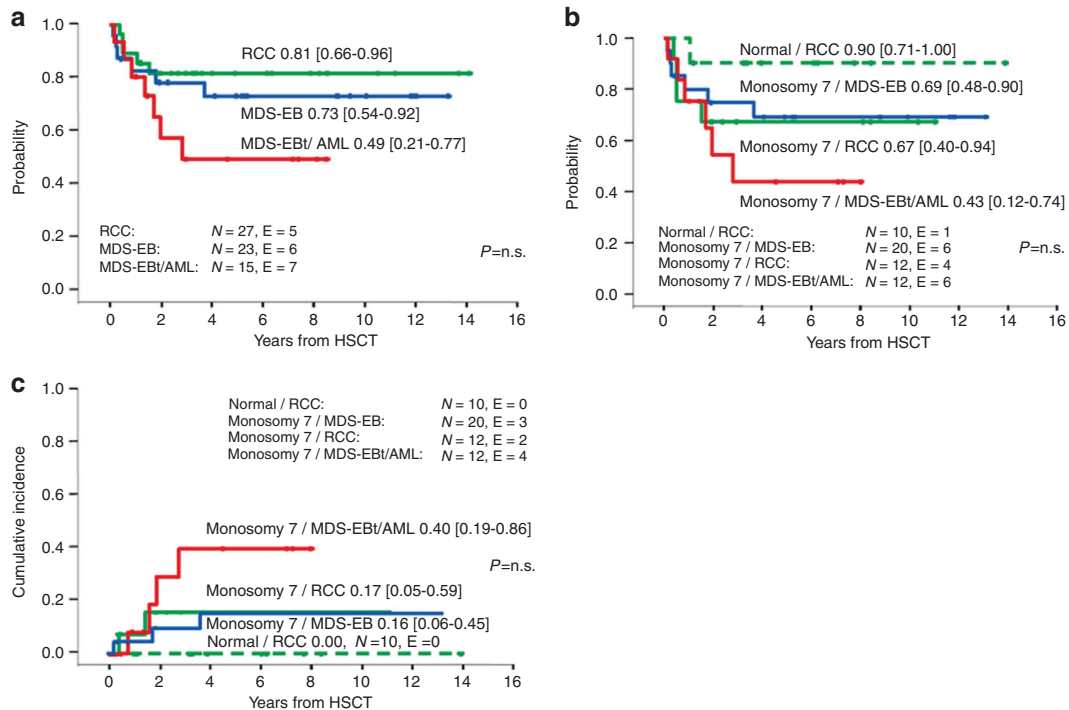 a
1.0
0.8
0.6
0.4
0.2
0.0
Probability
RCC 0.81 [0.66-0.96]
MDS-EB 0.73 [0.54-0.92]
MDS-EBt/ AML 0.49 [0.21-0.77]
RCC: N = 27, E = 5
MDS-EB: N = 23, E = 6
MDS-EBt/AML: N = 15, E = 7
P=n.s.
0 2 4 6 8 10 12 14 16
Years from HSCT
b
1.0
0.8
0.6
0.4
0.2
0.0
Probability
Normal / RCC 0.90 [0.71-1.00]
Monosomy 7 / MDS-EB 0.69 [0.48-0.90]
Monosomy 7 / RCC 0.67 [0.40-0.94]
Monosomy 7 / MDS-EBt/AML 0.43 [0.12-0.74]
Normal / RCC: N = 10, E = 1
Monosomy 7 / MDS-EB: N = 20, E = 6
Monosomy 7 / RCC: N = 12, E = 4
Monosomy 7 / MDS-EBt/AML: N = 12, E = 6
P=n.s.
0 2 4 6 8 10 12 14 16
Years from HSCT
c
1.0
0.8
0.6
0.4
0.2
0.0
Cumulative incidence
Normal / RCC: N = 10, E = 0
Monosomy 7 / MDS-EB: N = 20, E = 3
Monosomy 7 / RCC: N = 12, E = 2
Monosomy 7 / MDS-EBt/AML: N = 12, E = 4
Monosomy 7 / MDS-EBt/AML 0.40 [0.19-0.86]
P=n.s.
Monosomy 7 / RCC 0.17 [0.05-0.59]
Monosomy 7 / MDS-EB 0.16 [0.06-0.45]
Normal / RCC 0.00, N=10, E =0
0 2 4 6 8 10 12 14 16
Years from HSCT